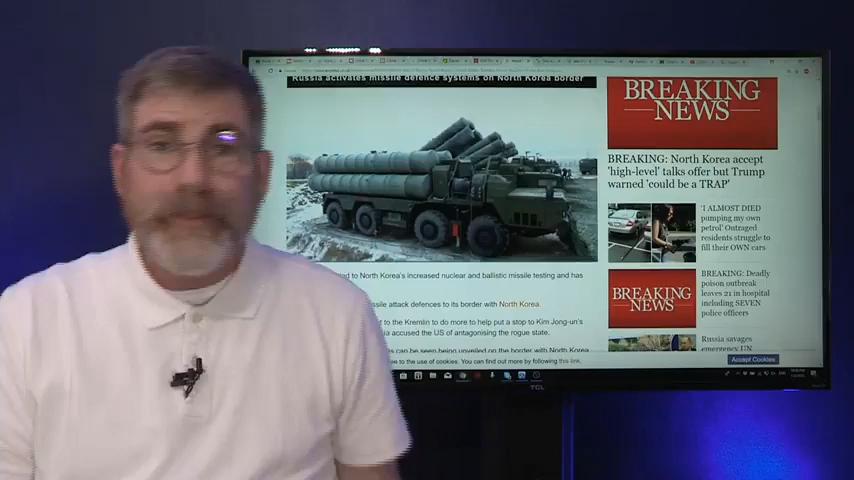 Russia activates missile defence systems on North Korea border
BREAKING
NEWS
BREAKING: North Korea accept
'high-level' talks offer but Trump
warned 'could be a TRAP'
'I ALMOST DIED
pumping my own
petrol' Outraged
residents struggle to
fill their OWN cars
BREAKING: Deadly
poison outbreak
leaves 21 in hospital
including SEVEN
police officers
BREAKING
NEWS
Russia savages
emergency UN
to North Korea's increased nuclear and ballistic missile testing and has
attack defences to its border with North Korea.
to the Kremlin to do more to help put a stop to Kim Jong-un's
accused the US of antagonising the rogue state.
can be seen being unveiled on the border with North Korea
to the use of cookies. You can find out more by following this link.
Accept Cookies
TCL